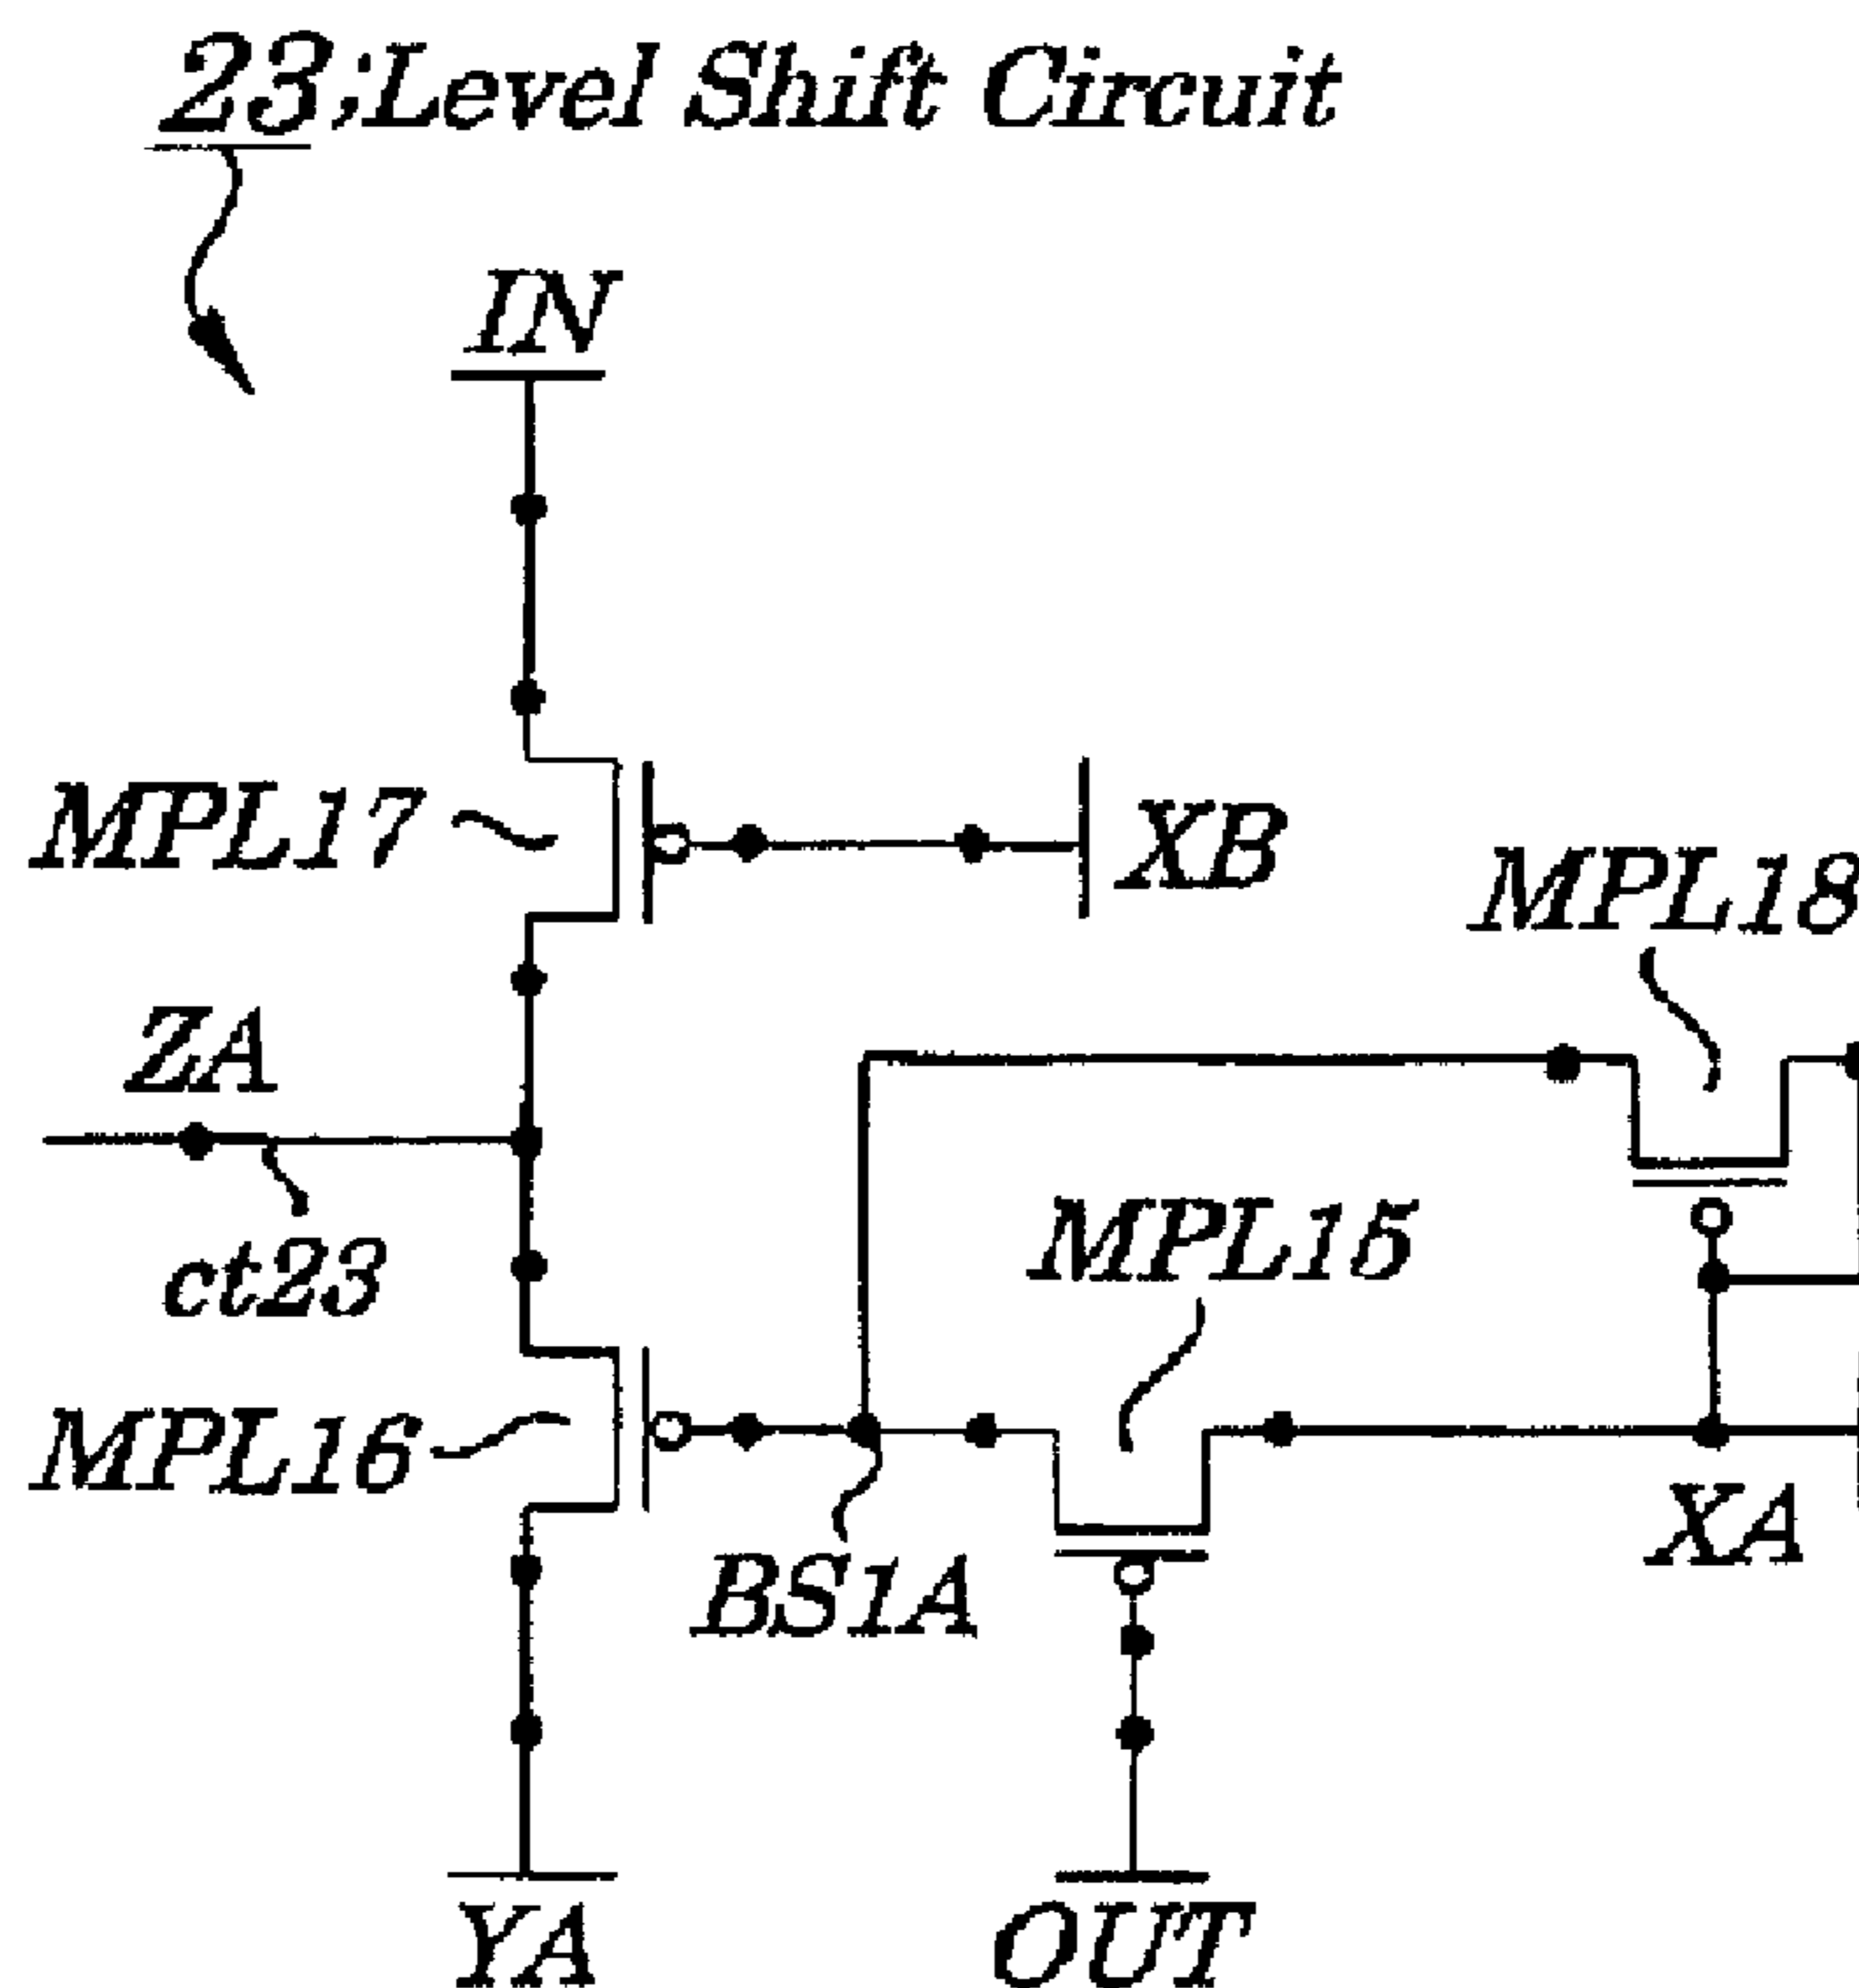 23:Level Shift Circuit
IN
MPL17
XB
MPL18
ZA
ct23
MPL15
MPL16
BS1A
XA
YA
OUT